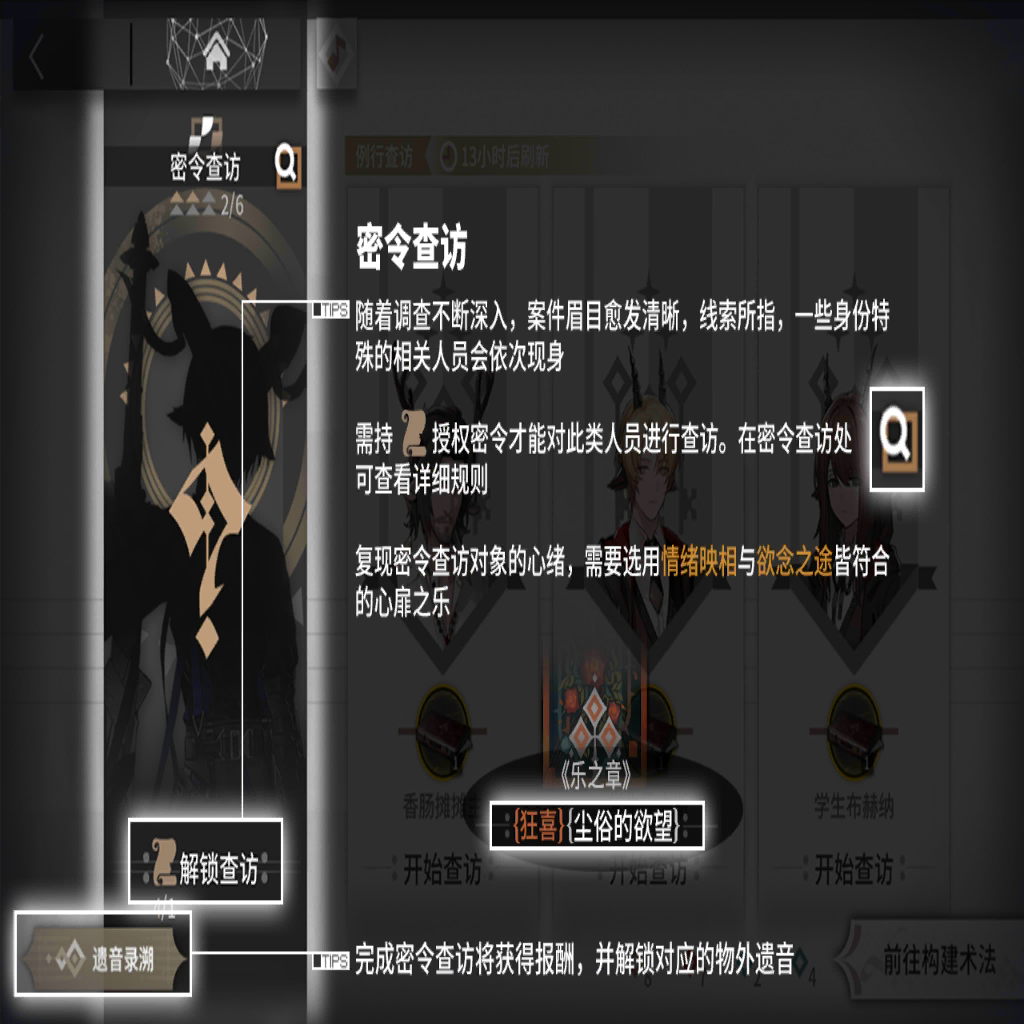 例行查访
13小时后刷新
密令查访
2/6
密令查访
TIPS
随着调查不断深入，案件眉目愈发清晰，线索所指，一些身份特
殊的相关人员会依次现身
需持 授权密令才能对此类人员进行查访。在密令查访处
可查看详细规则
复现密令查访对象的心绪，需要选用情绪映相与欲念之途皆符合
的心扉之乐
1
1
《乐之章》
香肠摊摊
学生布赫纳
{狂喜}{尘俗的欲望}
解锁查访
开始查访
开始查访
开始查访
遗音录溯
TIPS
完成密令查访将获得报酬，并解锁对应的物外遗音
前往构建术法